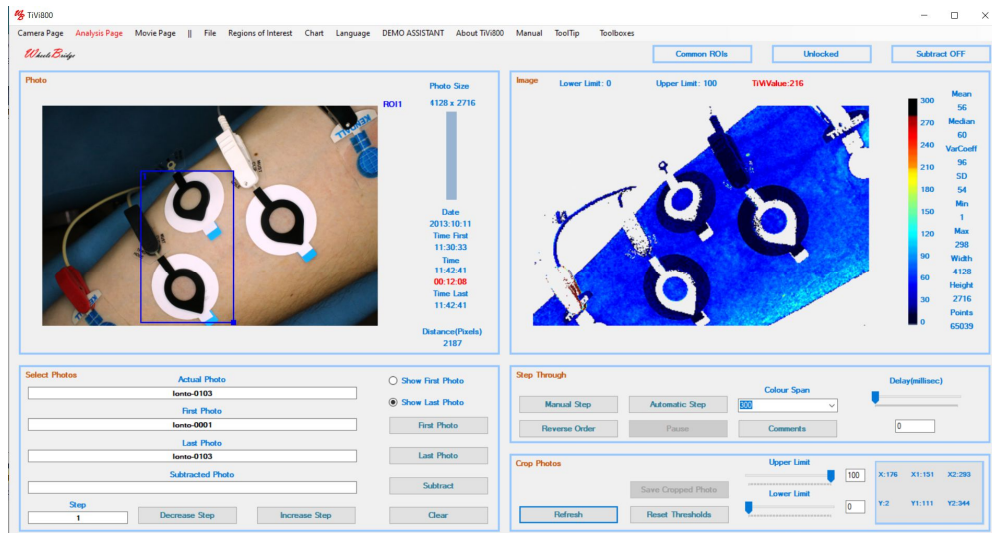 TiVi800
Camera Page Analysis Page Movie Page || File Regions of Interest Chart Language DEMO ASSISTANT About TiVi800 Manual ToolTip Toolboxes
WheelsBridge
Common ROIs Unlocked Subtract OFF
Photo
Photo Size
4128 x 2716
ROI1
KENDALL
Date
2013:10:11
Time First
11:30:33
Time
11:42:41
00:12:08
Time Last
11:42:41
Distance(Pixels)
2187
Image Lower Limit: 0 Upper Limit: 100 TiViValue:216
300
270
240
210
180
150
120
90
60
30
0
Mean
56
Median
60
VarCoeff
96
SD
54
Min
1
Max
298
Width
4128
Height
2716
Points
65039
Select Photos
Actual Photo
Ionto-0103
First Photo
Ionto-0001
Last Photo
Ionto-0103
Subtracted Photo
Step
1
Decrease Step Increase Step
Show First Photo
Show Last Photo
First Photo
Last Photo
Subtract
Clear
Step Through
Manual Step Automatic Step
Colour Span
300
Delay(millisec)
Reverse Order Pause Comments
0
Crop Photos
Save Cropped Photo
Refresh Reset Thresholds
Upper Limit
100
Lower Limit
0
X:176 X1:151 X2:293
Y:2 Y1:111 Y2:344